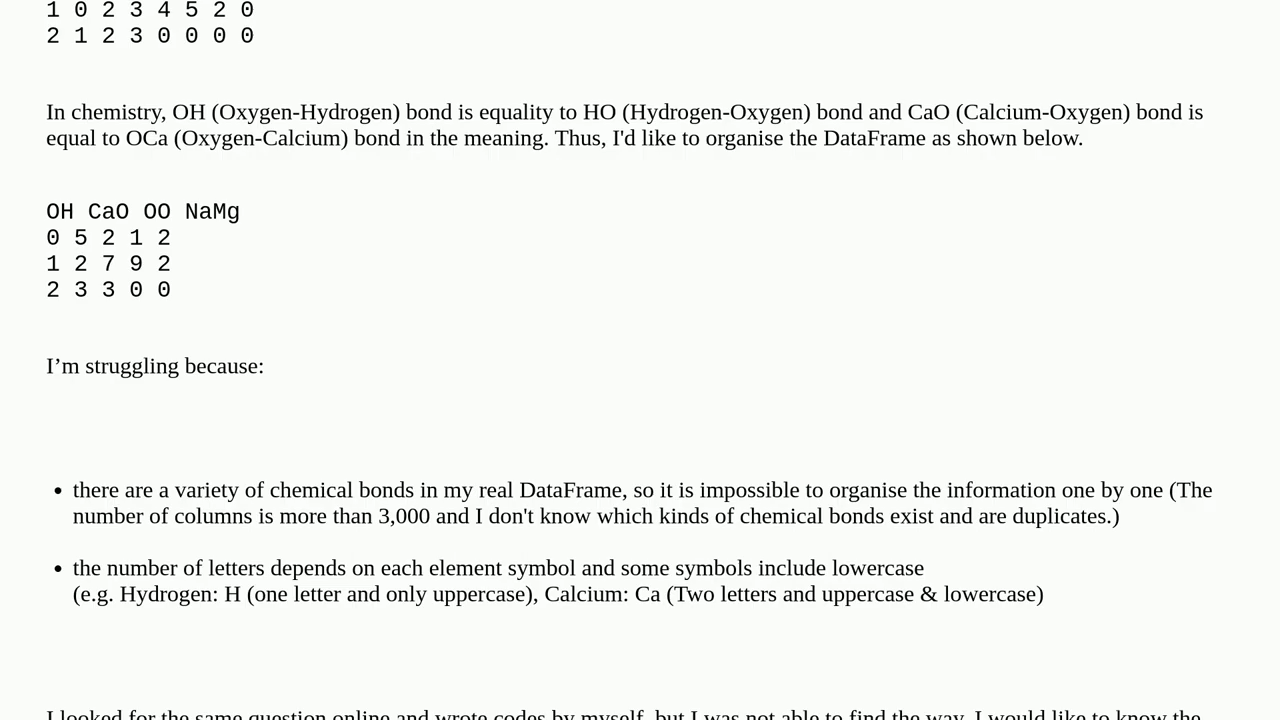 1 0 2 3 4 5 2 0
2 1 2 3 0 0 0 0
In chemistry, OH (Oxygen-Hydrogen) bond is equality to HO (Hydrogen-Oxygen) bond and CaO (Calcium-Oxygen) bond is
equal to OCa (Oxygen-Calcium) bond in the meaning. Thus, I'd like to organise the DataFrame as shown below.
OH CaO OO NaMg
0 5 2 1 2
1 2 7 9 2
2 3 3 0 0
I’m struggling because:
• there are a variety of chemical bonds in my real DataFrame, so it is impossible to organise the information one by one (The
number of columns is more than 3,000 and I don't know which kinds of chemical bonds exist and are duplicates.)
• the number of letters depends on each element symbol and some symbols include lowercase
(e.g. Hydrogen: H (one letter and only uppercase), Calcium: Ca (Two letters and uppercase & lowercase)
I looked for the same question online and wrote codes by myself, but I was not able to find the way. I would like to know the